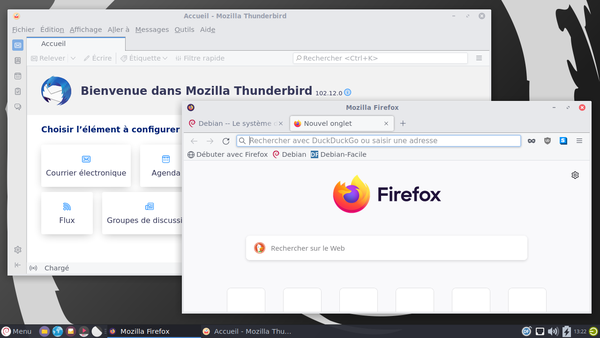 Accueil - Mozilla Thunderbird
Fichier Édition Affichage Aller à Messages Outils Aide
Accueil
Relever Écrire Étiquette Filtre rapide Rechercher <Ctrl+K>
Bienvenue dans Mozilla Thunderbird 102.12.0
Choisir l'élément à configurer
Courrier électronique Agenda
Flux Groupes de discussi
Chargé
Mozilla Firefox
Debian -- Le système Nouvel onglet
Rechercher avec DuckDuckGo ou saisir une adresse
Débuter avec Firefox Debian DF Debian-Facile
Firefox
Rechercher sur le Web
Menu Mozilla Firefox Accueil - Mozilla Thu... 13:22